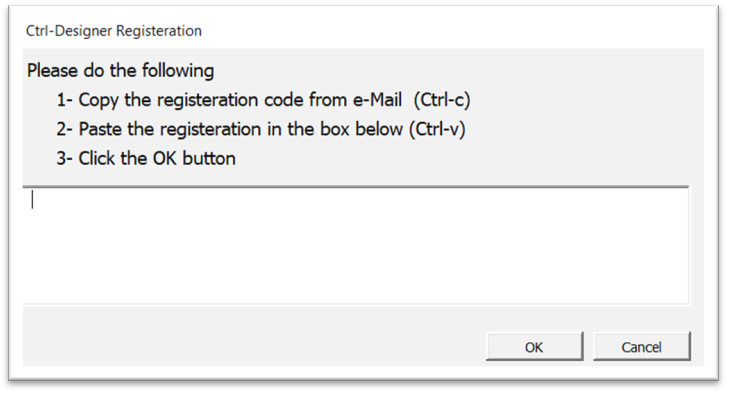 Ctrl-Designer Registeration
Please do the following
1- Copy the registeration code from e-Mail  (Ctrl-c)
2- Paste the registeration in the box below (Ctrl-v)
3- Click the OK button
OK
Cancel